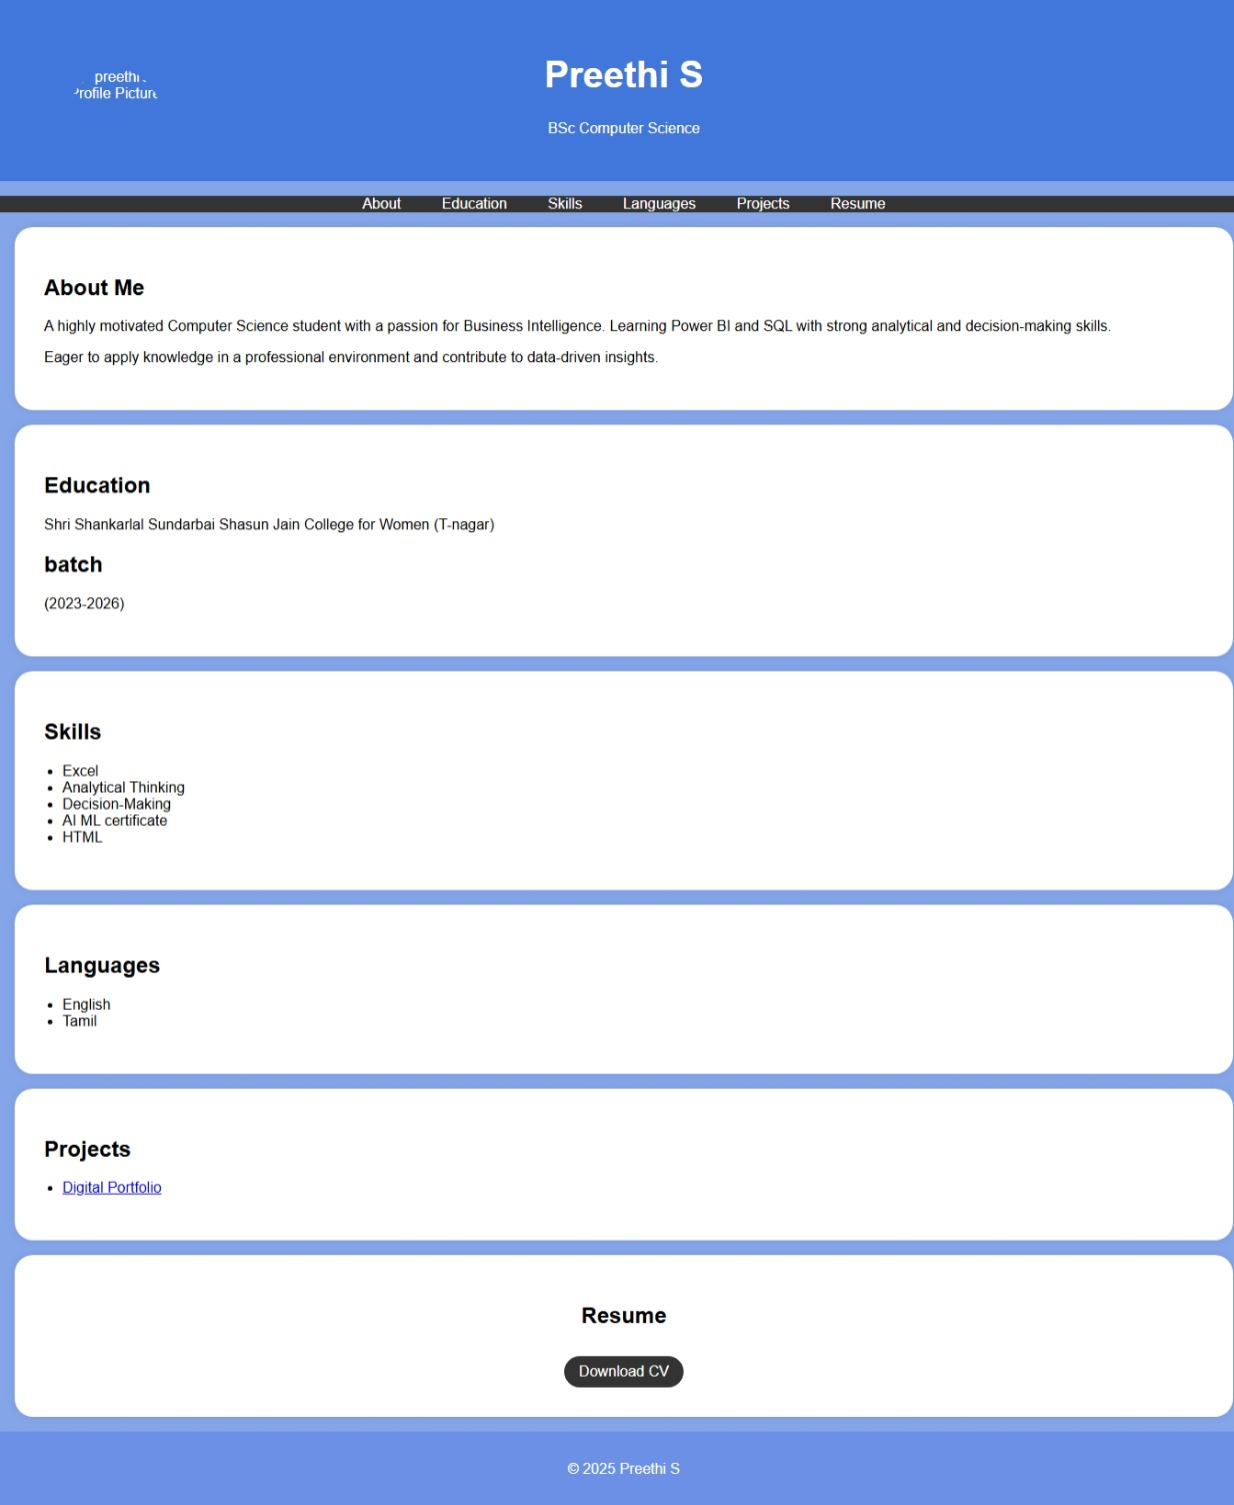 preethi
rofile Pictur
Preethi S
BSc Computer Science
About Education Skills Languages Projects Resume
About Me
A highly motivated Computer Science student with a passion for Business Intelligence. Learning Power BI and SQL with strong analytical and decision-making skills.
Eager to apply knowledge in a professional environment and contribute to data-driven insights.
Education
Shri Shankarlal Sundarbai Shasun Jain College for Women (T-nagar)
batch
(2023-2026)
Skills
Excel
Analytical Thinking
Decision-Making
AI ML certificate
HTML
Languages
English
Tamil
Projects
Digital Portfolio
Resume
Download CV
© 2025 Preethi S